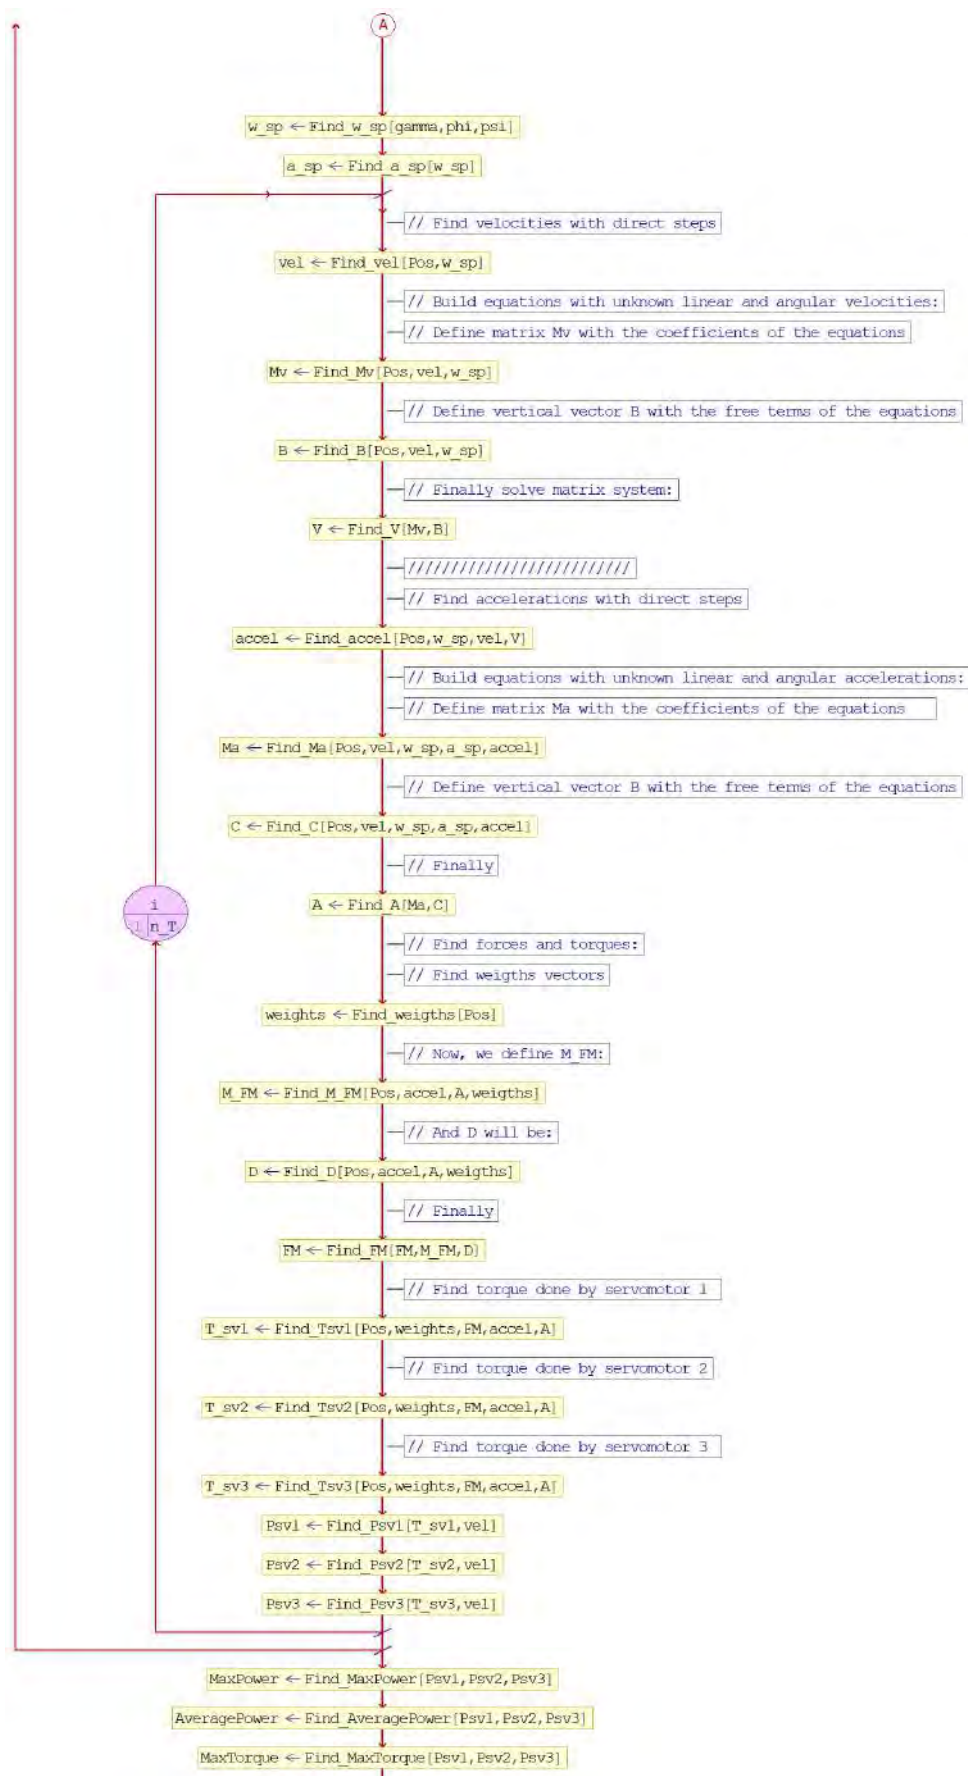 A
w_sp ← Find_w_sp[gamma,phi,psi]
a_sp ← Find_a_sp[w_sp]
// Find velocities with direct steps
vel ← Find_vel[Pos,w_sp]
// Build equations with unknown linear and angular velocities:
// Define matrix Mv with the coefficients of the equations
Mv ← Find_Mv[Pos,vel,w_sp]
// Define vertical vector B with the free terms of the equations
B ← Find_B[Pos,vel,w_sp]
// Finally solve matrix system:
V ← Find_V[Mv,B]
//////////////////////////
// Find accelerations with direct steps
accel ← Find_accel[Pos,w_sp,vel,V]
// Build equations with unknown linear and angular accelerations:
// Define matrix Ma with the coefficients of the equations
Ma ← Find_Ma[Pos,vel,w_sp,a_sp,accel]
// Define vertical vector B with the free terms of the equations
C ← Find_C[Pos,vel,w_sp,a_sp,accel]
// Finally
i
1 n_T
A ← Find_A[Ma,C]
// Find forces and torques:
// Find weigths vectors
weights ← Find_weigths[Pos]
// Now, we define M_FM:
M_FM ← Find_M_FM[Pos,accel,A,weigths]
// And D will be:
D ← Find_D[Pos,accel,A,weigths]
// Finally
FM ← Find_FM[FM,M_FM,D]
// Find torque done by servomotor 1
T_sv1 ← Find_Tsv1[Pos,weights,FM,accel,A]
// Find torque done by servomotor 2
T_sv2 ← Find_Tsv2[Pos,weights,FM,accel,A]
// Find torque done by servomotor 3
T_sv3 ← Find_Tsv3[Pos,weights,FM,accel,A]
Psv1 ← Find_Psv1[T_sv1,vel]
Psv2 ← Find_Psv2[T_sv2,vel]
Psv3 ← Find_Psv3[T_sv3,vel]
MaxPower ← Find_MaxPower[Psv1,Psv2,Psv3]
AveragePower ← Find_AveragePower[Psv1,Psv2,Psv3]
MaxTorque ← Find_MaxTorque[Psv1,Psv2,Psv3]